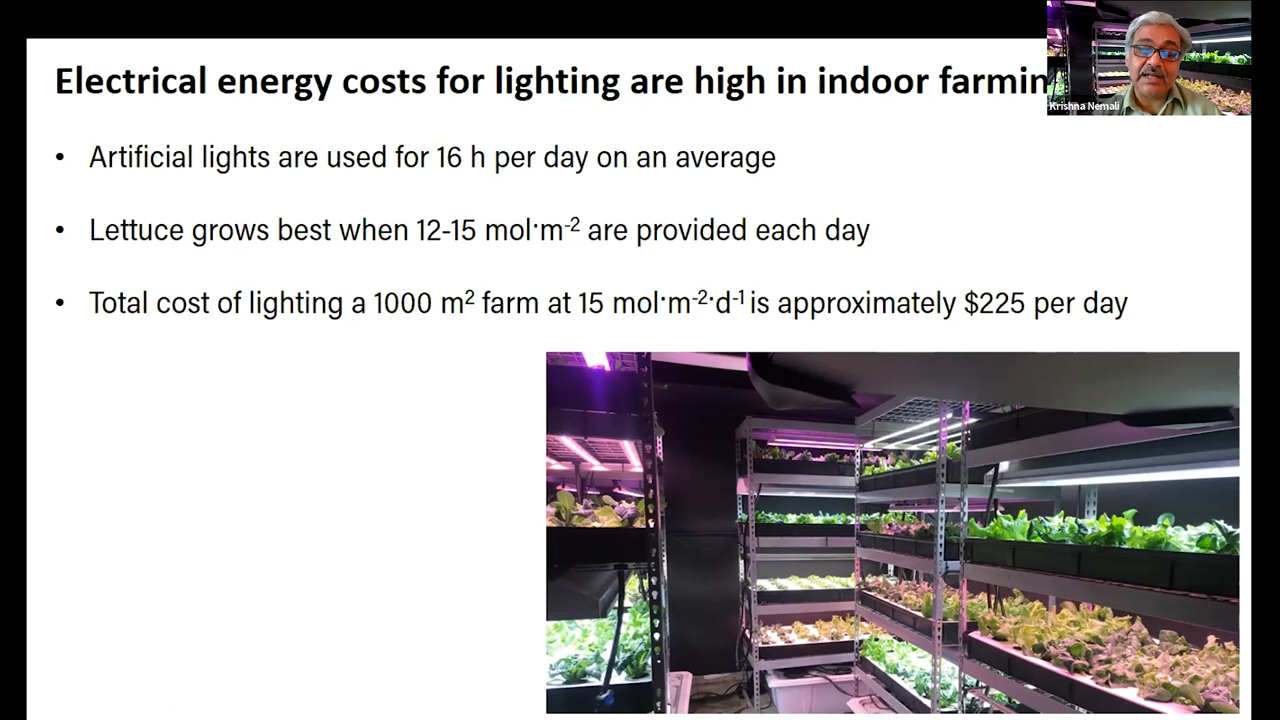 Electrical energy costs for lighting are high in indoor farmin
Krishna Nemali
• Artificial lights are used for 16 h per day on an average
• Lettuce grows best when 12-15 mol·m⁻² are provided each day
• Total cost of lighting a 1000 m² farm at 15 mol·m⁻²·d⁻¹ is approximately $225 per day